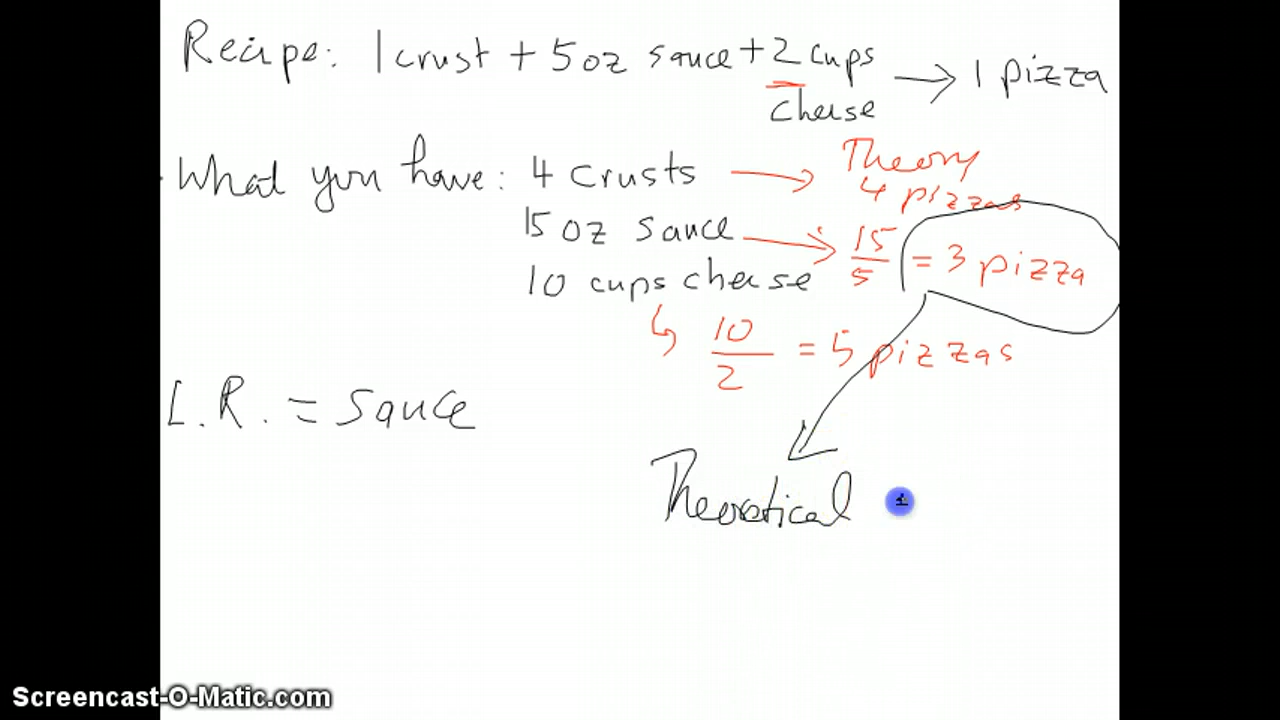 Recipe: 1 crust + 5 oz sauce + 2 cups cheese → 1 pizza
What you have: 4 crusts → Theory 4 pizzas
15 oz sauce → 15/5 = 3 pizza
10 cups cheese
↳ 10/2 = 5 pizzas
L.R. = Sauce
Theoretical
Screencast-O-Matic.com